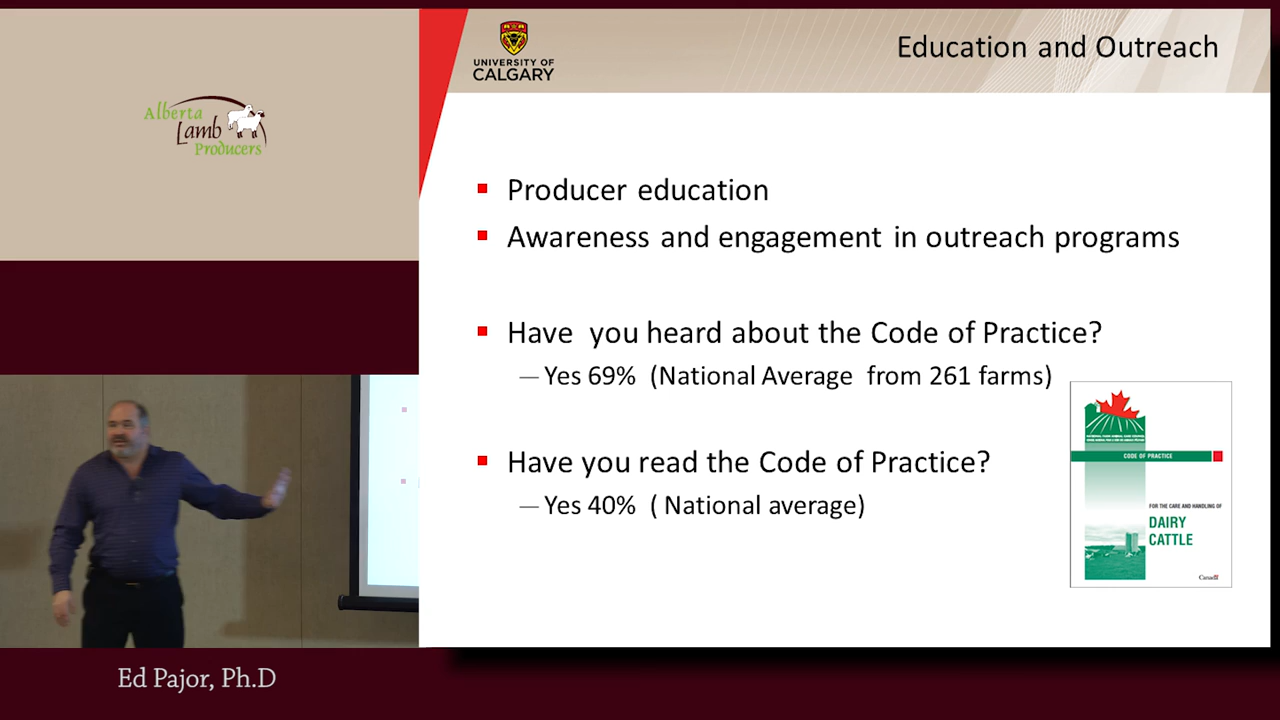 Alberta
Lamb
Producers
UNIVERSITY OF
CALGARY
Education and Outreach
Producer education
Awareness and engagement in outreach programs
Have you heard about the Code of Practice?
— Yes 69% (National Average from 261 farms)
Have you read the Code of Practice?
— Yes 40% ( National average)
CODE OF PRACTICE
FOR THE CARE AND HANDLING OF
DAIRY
CATTLE
Canada
Ed Pajor, Ph.D